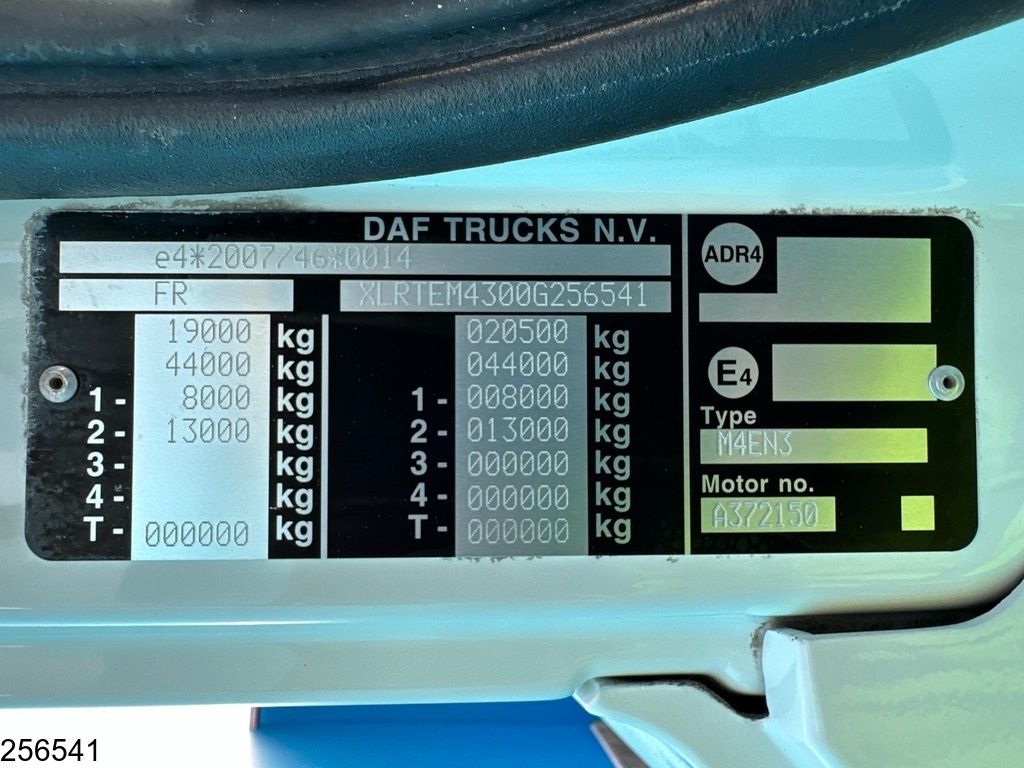 DAF TRUCKS N.V.
e4*2007/46*0014
FR XLRTEM4300G256541
19000 kg 020500 kg
44000 kg 044000 kg
1- 8000 kg 1- 008000 kg
2- 13000 kg 2- 013000 kg
3- kg 3- 000000 kg
4- kg 4- 000000 kg
T- 000000 kg T- 000000 kg
ADR4
E4
Type
M4EN3
Motor no.
A372150
256541